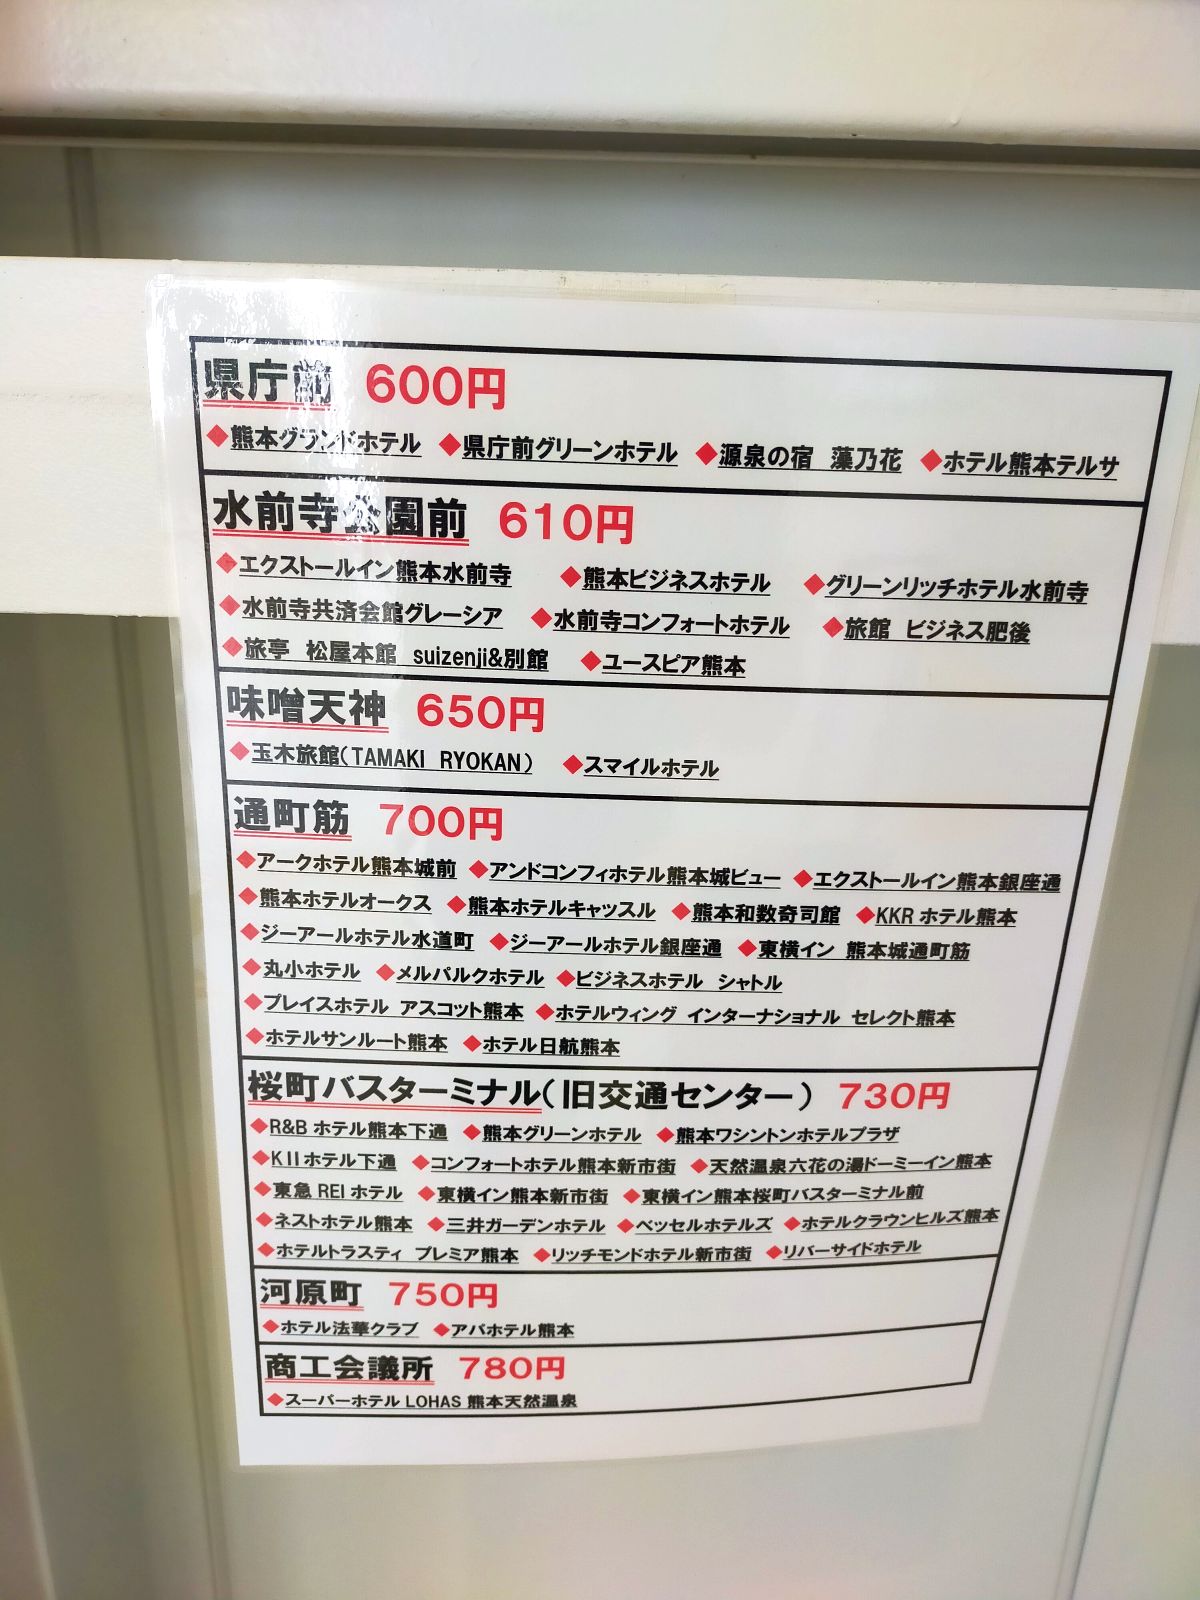 県庁前 600円
◆熊本グランドホテル ◆県庁前グリーンホテル ◆源泉の宿 藻乃花 ◆ホテル熊本テルサ
水前寺公園前 610円
◆エクストールイン熊本水前寺 ◆熊本ビジネスホテル ◆グリーンリッチホテル水前寺
◆水前寺共済会館グレーシア ◆水前寺コンフォートホテル ◆旅館 ビジネス肥後
◆旅亭 松屋本館 suizenji&別館 ◆ユースピア熊本
味噌天神 650円
◆玉木旅館(TAMAKI RYOKAN) ◆スマイルホテル
通町筋 700円
◆アークホテル熊本城前 ◆アンドコンフィホテル熊本城ビュー ◆エクストールイン熊本銀座通
◆熊本ホテルオークス ◆熊本ホテルキャッスル ◆熊本和数奇司館 ◆KKRホテル熊本
◆ジーアールホテル水道町 ◆ジーアールホテル銀座通 ◆東横イン 熊本城通町筋
◆丸小ホテル ◆メルパルクホテル ◆ビジネスホテル シャトル
◆プレイスホテル アスコット熊本 ◆ホテルウィング インターナショナル セレクト熊本
◆ホテルサンルート熊本 ◆ホテル日航熊本
桜町バスターミナル(旧交通センター) 730円
◆R&Bホテル熊本下通 ◆熊本グリーンホテル ◆熊本ワシントンホテルプラザ
◆KⅡホテル下通 ◆コンフォートホテル熊本新市街 ◆天然温泉六花の湯ドーミーイン熊本
◆東急REIホテル ◆東横イン熊本新市街 ◆東横イン熊本桜町バスターミナル前
◆ネストホテル熊本 ◆三井ガーデンホテル ◆ベッセルホテルズ ◆ホテルクラウンヒルズ熊本
◆ホテルトラスティ プレミア熊本 ◆リッチモンドホテル新市街 ◆リバーサイドホテル
河原町 750円
◆ホテル法華クラブ ◆アパホテル熊本
商工会議所 780円
◆スーパーホテルLOHAS熊本天然温泉